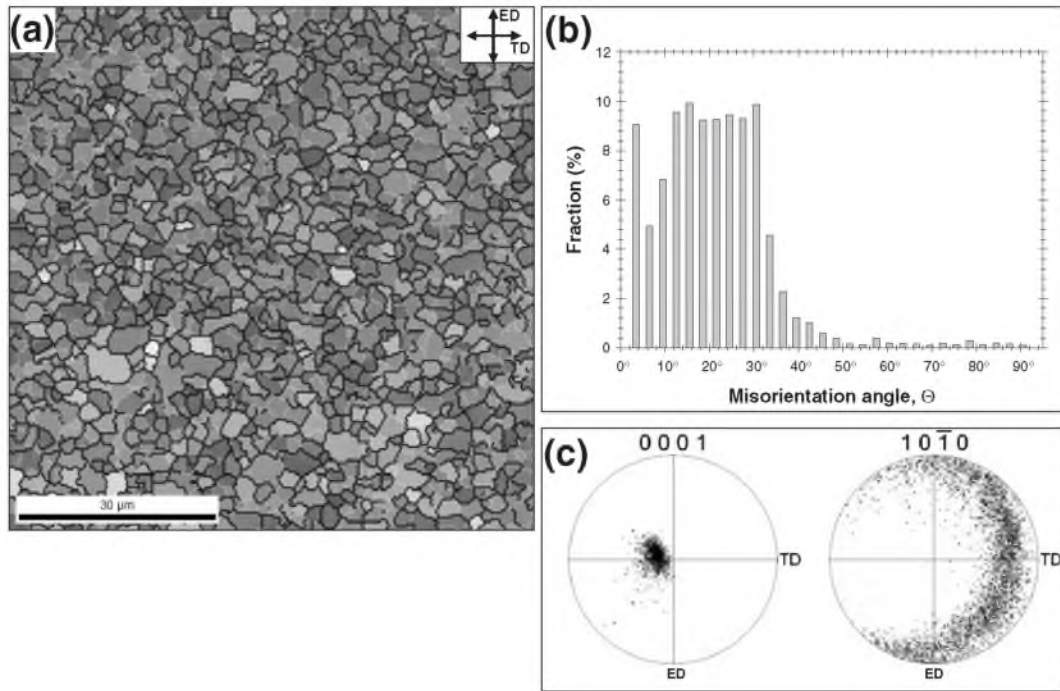 (a)
ED
TD
30 µm
(b)
12
10
8
6
4
2
0
Fraction (%)
0° 10° 20° 30° 40° 50° 60° 70° 80° 90°
Misorientation angle, Θ
(c)
0 0 0 1
1 0 1̄ 0
TD
TD
ED
ED